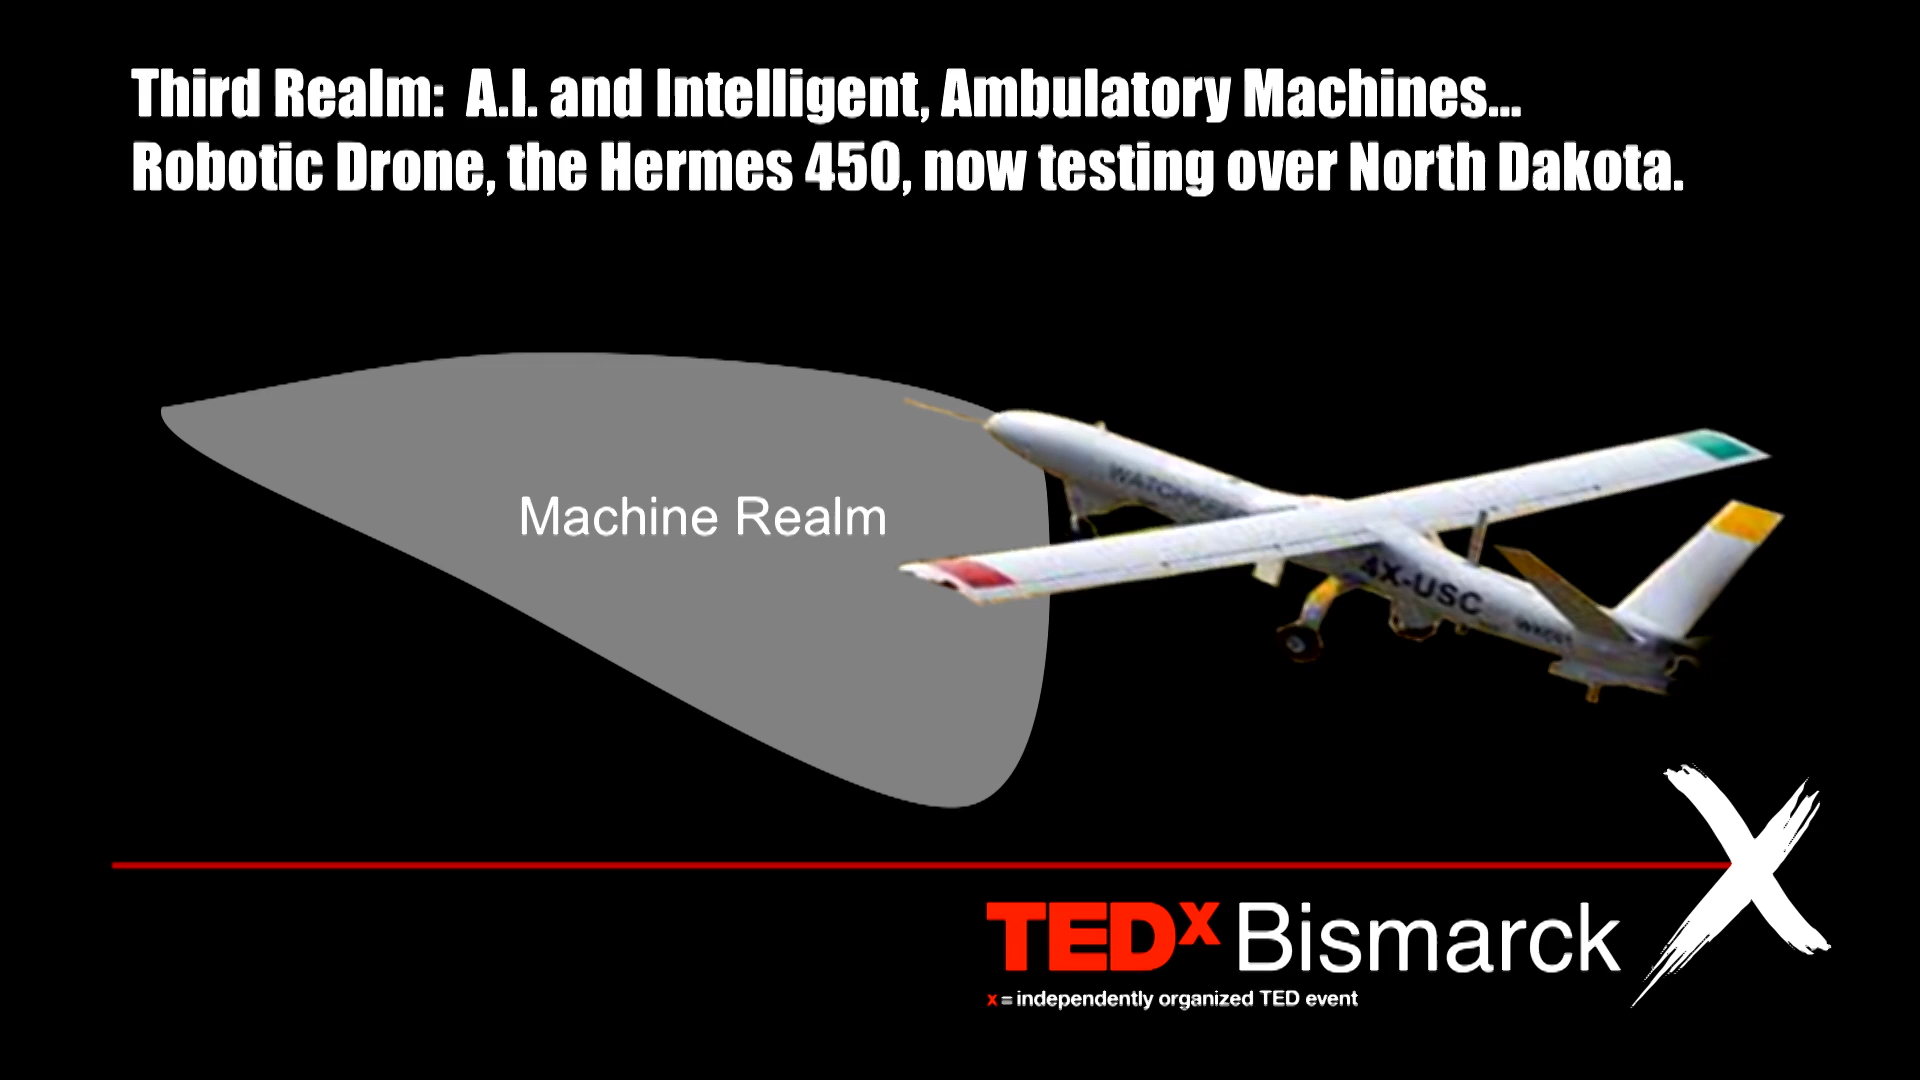 Third Realm:  A.I. and Intelligent, Ambulatory Machines...
Robotic Drone, the Hermes 450, now testing over North Dakota.
Machine Realm
4X-USC
TEDx Bismarck
x = independently organized TED event